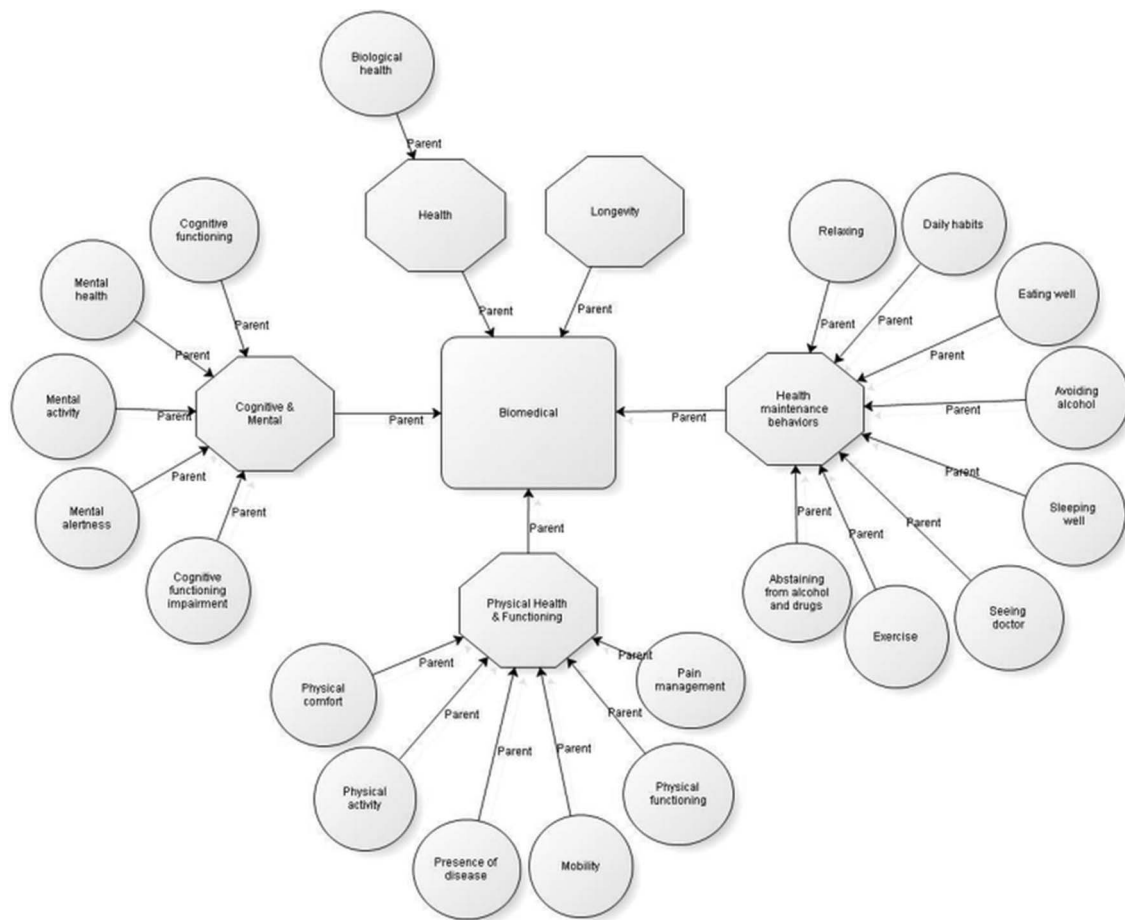 Biological
health
Parent
Health
Longevity
Relaxing
Daily habits
Cognitive
functioning
Mental
health
Eating well
Parent
Parent
Parent
Parent
Parent
Parent
Parent
Mental
activity
Parent
Cognitive &
Mental
Parent
Biomedical
Parent
Health
maintenance
behaviors
Parent
Avoiding
alcohol
Mental
alertness
Parent
Parent
Parent
Sleeping
well
Parent
Parent
Parent
Parent
Cognitive
functioning
impairment
Physical Health
& Functioning
Abstaining
from alcohol
and drugs
Exercise
Seeing
doctor
Parent
Parent
Physical
comfort
Pain
management
Parent
Parent
Parent
Parent
Physical
activity
Physical
functioning
Presence of
disease
Mobility